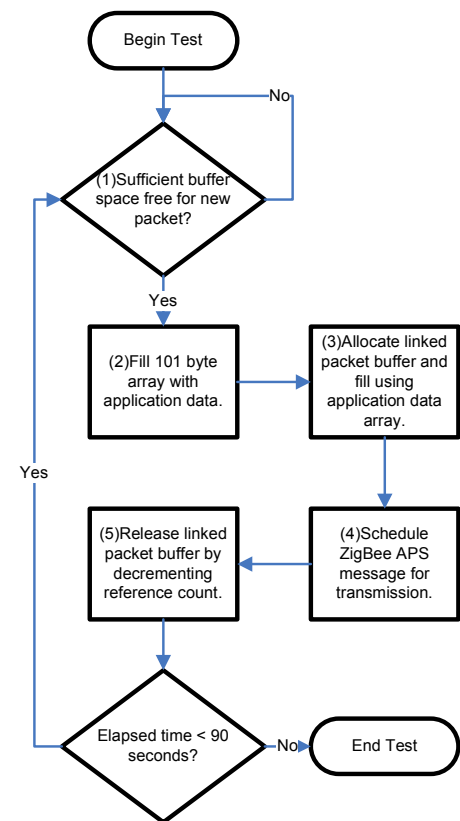 Begin Test
No
(1)Sufficient buffer
space free for new
packet?
Yes
(2)Fill 101 byte
array with
application data.
(3)Allocate linked
packet buffer and
fill using
application data
array.
Yes
(5)Release linked
packet buffer by
decrementing
reference count.
(4)Schedule
ZigBee APS
message for
transmission.
Elapsed time < 90
seconds?
No
End Test